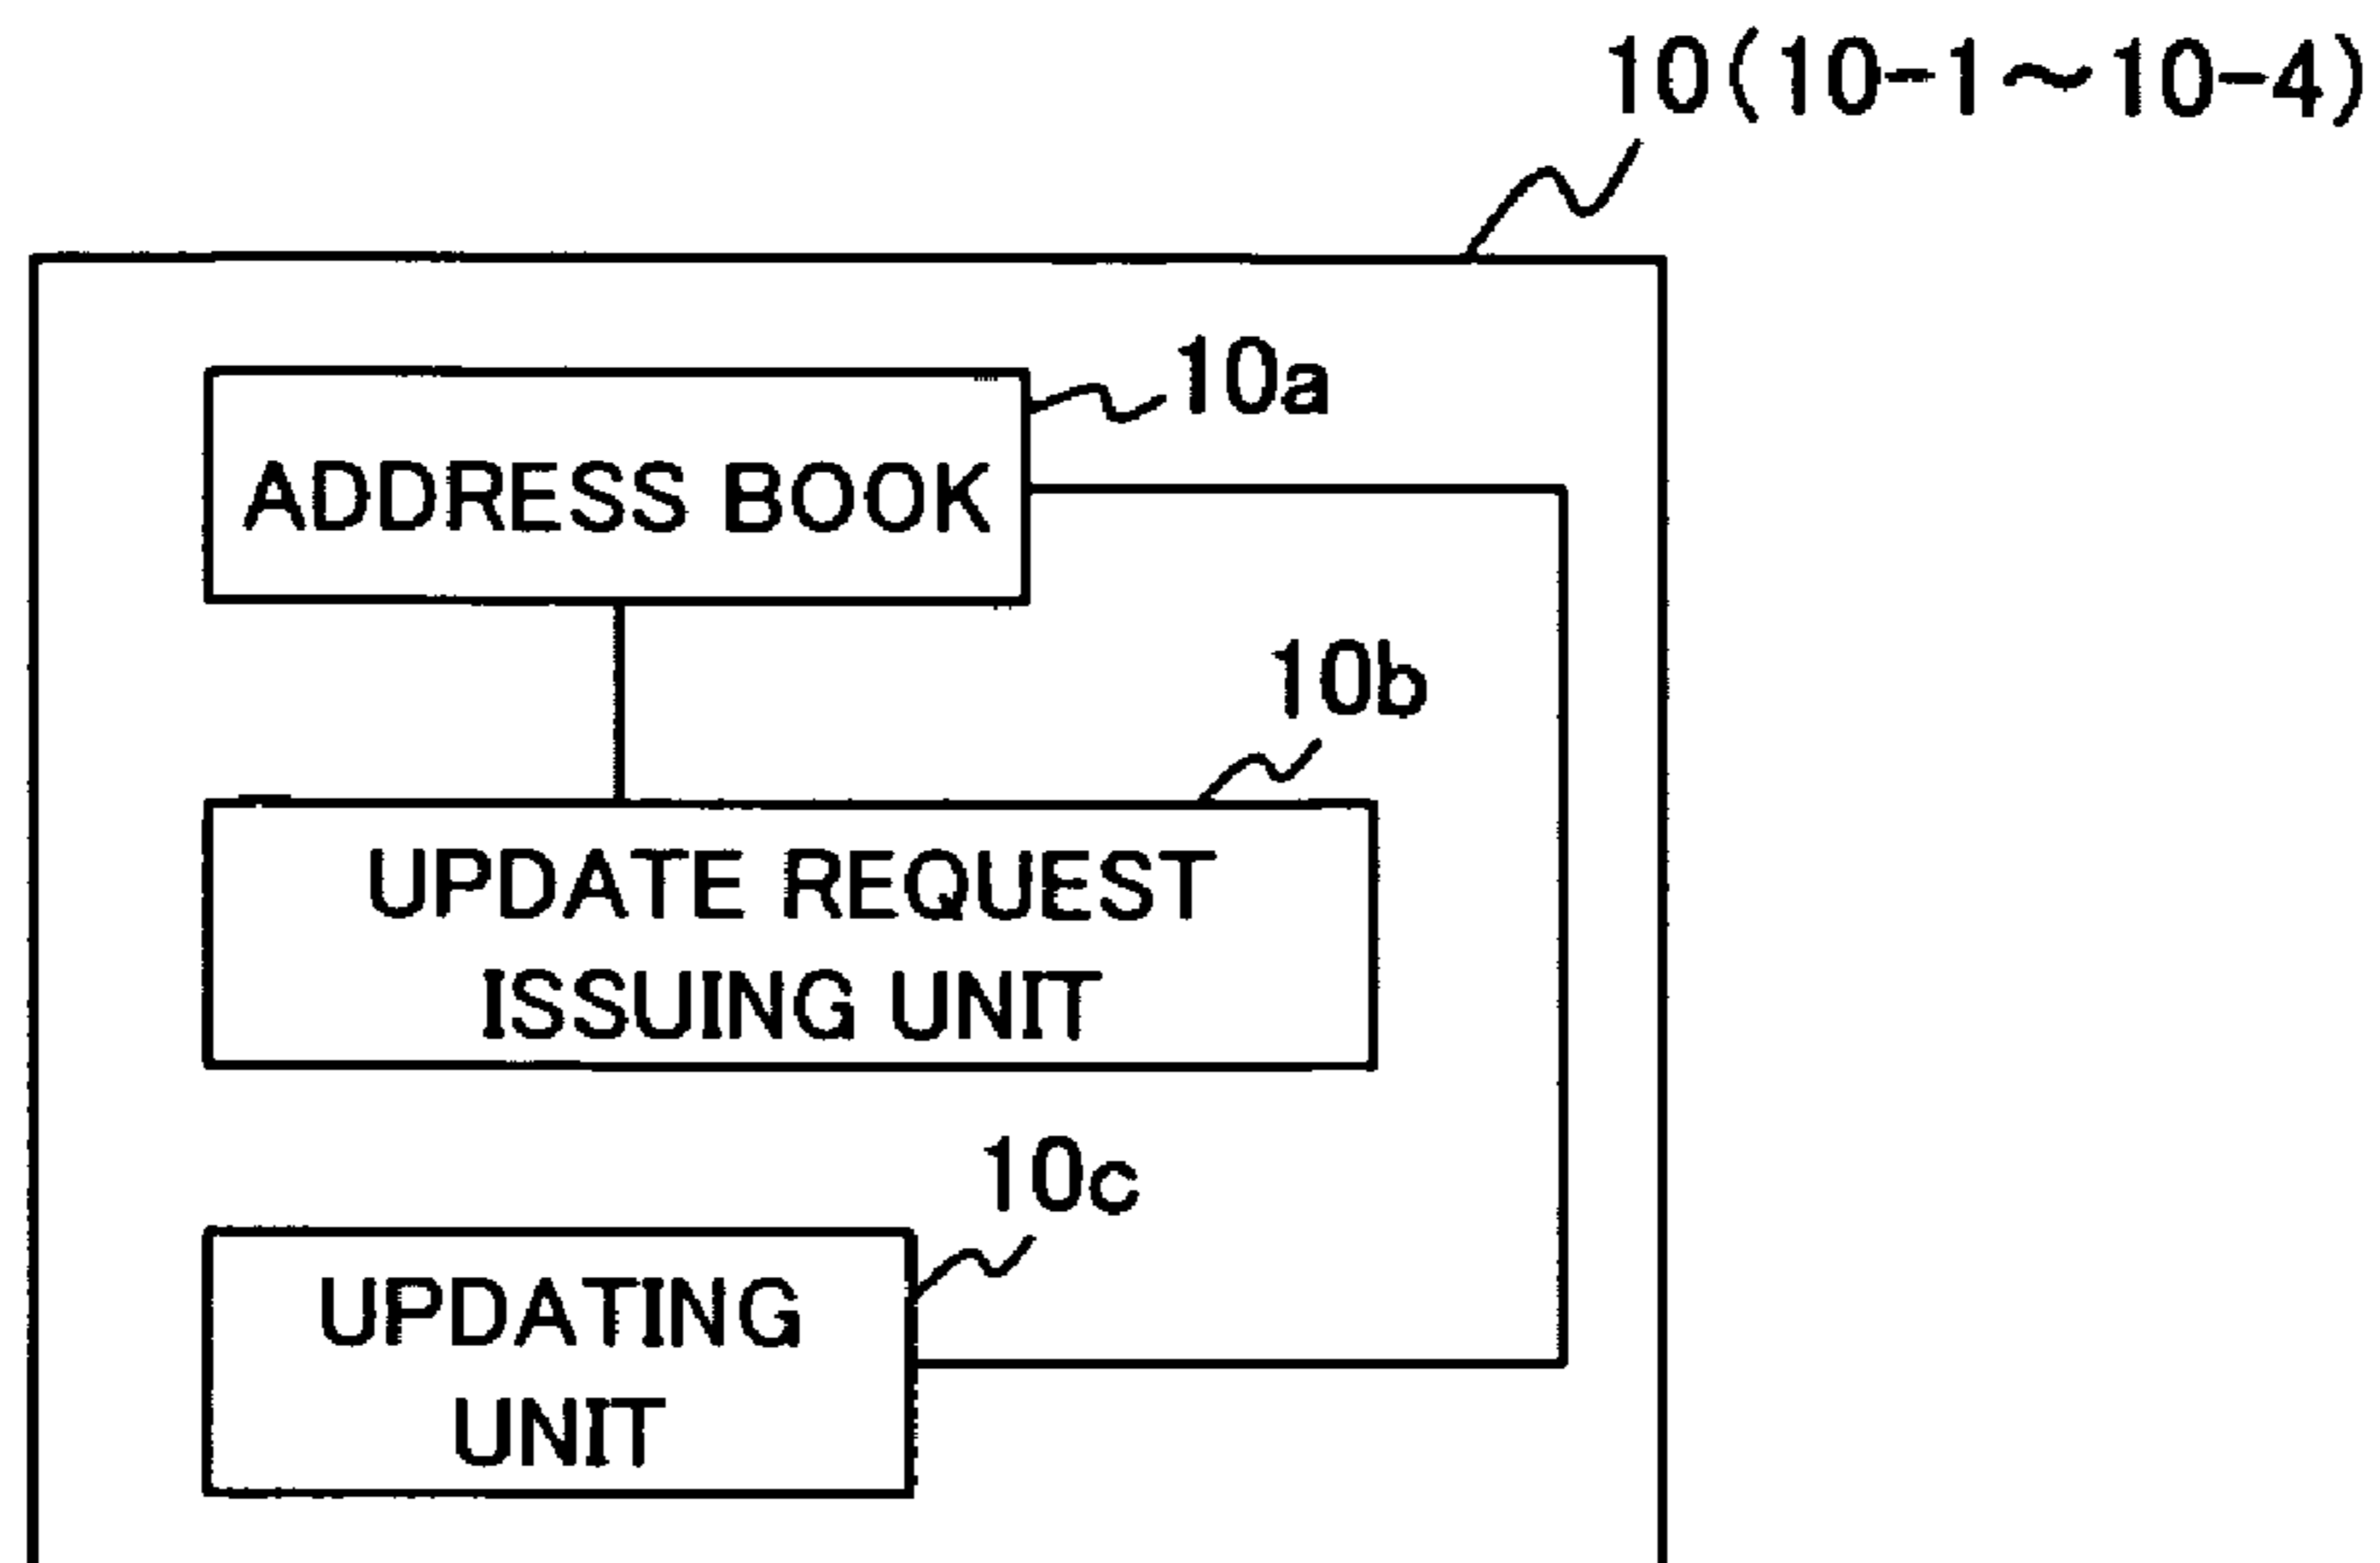 10(10-1～10-4)
10a
ADDRESS BOOK
10b
UPDATE REQUEST
ISSUING UNIT
10c
UPDATING
UNIT